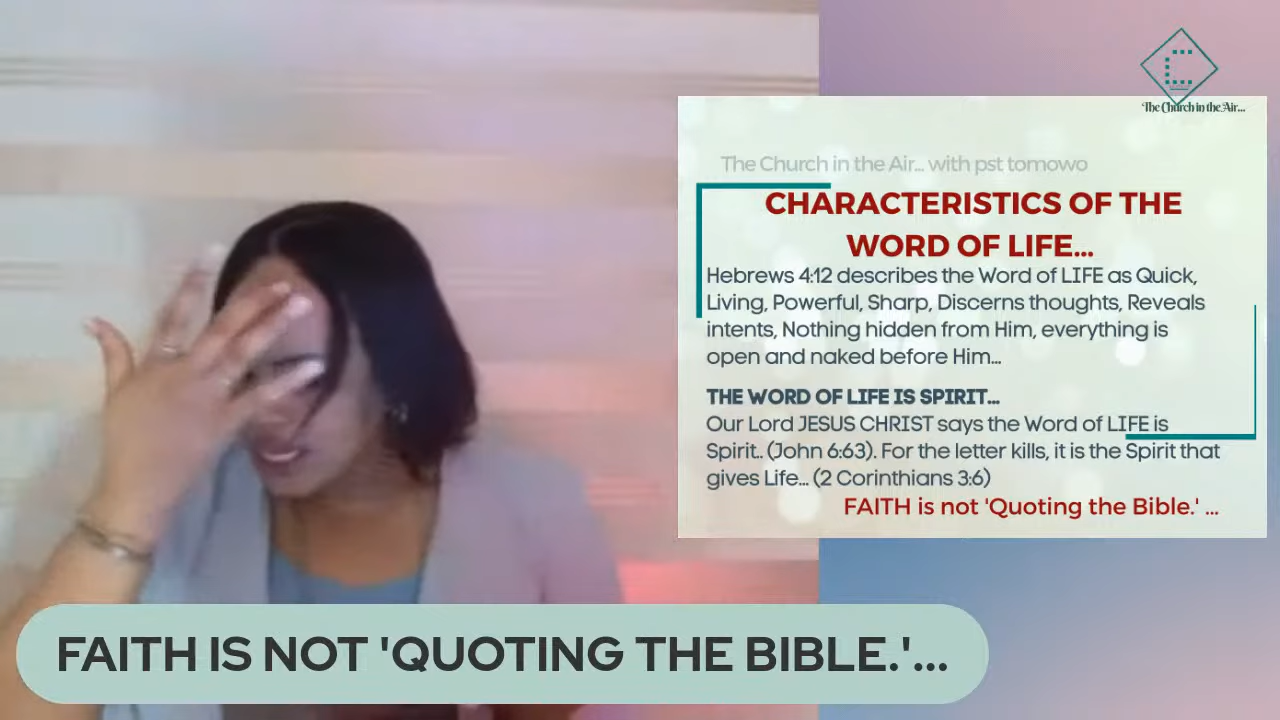 The Church in the Air...
The Church in the Air... with pst tomowo
CHARACTERISTICS OF THE
WORD OF LIFE...
Hebrews 4:12 describes the Word of LIFE as Quick,
Living, Powerful, Sharp, Discerns thoughts, Reveals
intents, Nothing hidden from Him, everything is
open and naked before Him...
THE WORD OF LIFE IS SPIRIT...
Our Lord JESUS CHRIST says the Word of LIFE is
Spirit.. (John 6:63). For the letter kills, it is the Spirit that
gives Life... (2 Corinthians 3:6)
FAITH is not 'Quoting the Bible.' ...
FAITH IS NOT 'QUOTING THE BIBLE.'...